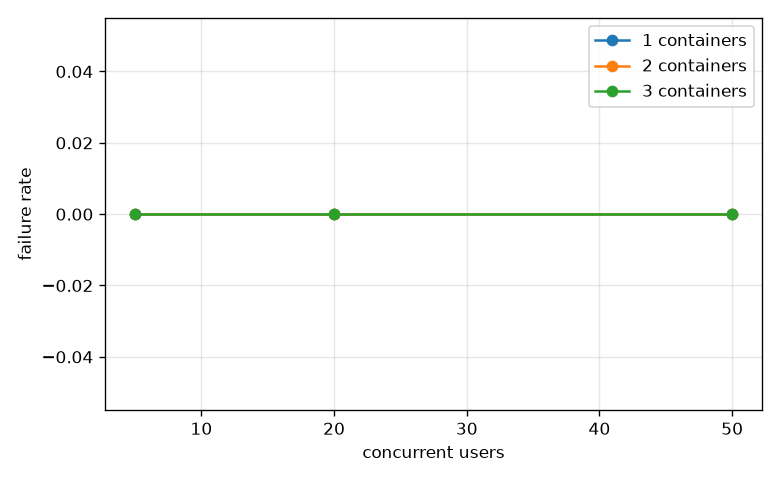 1 containers
2 containers
3 containers
0.04
0.02
0.00
−0.02
−0.04
failure rate
10 20 30 40 50
concurrent users